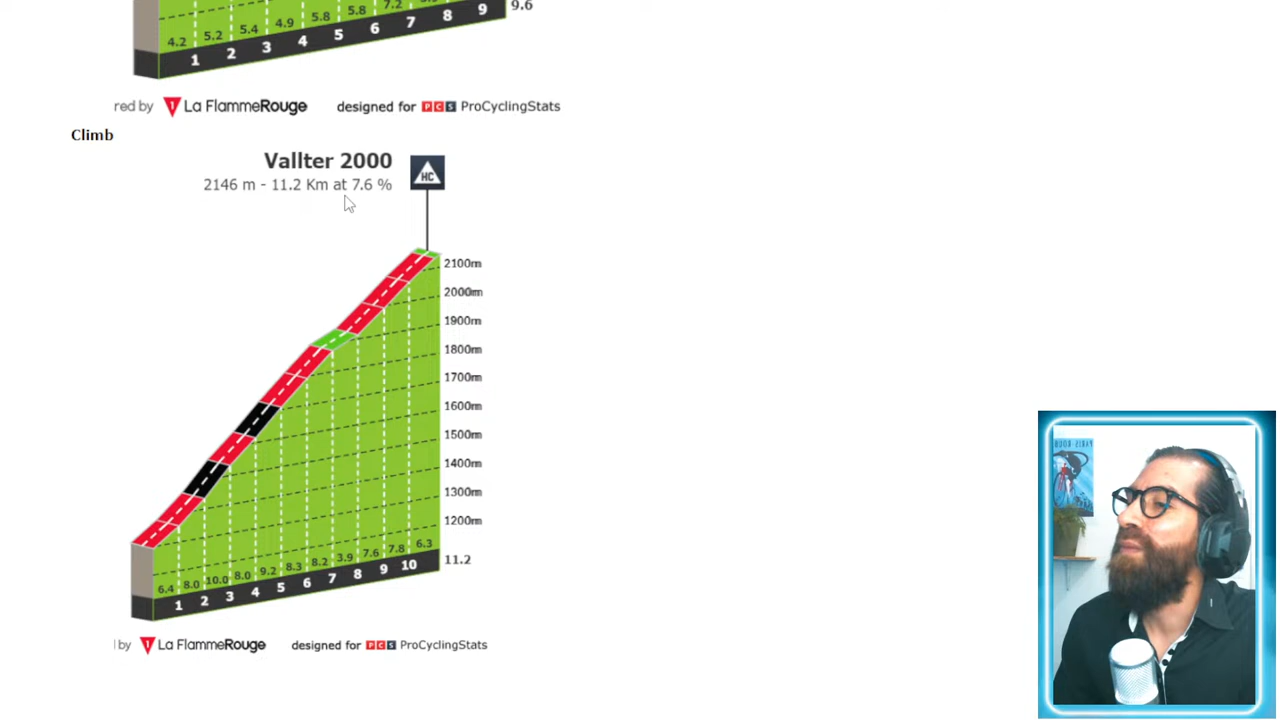 4.2 5.2 5.4 4.9 5.8 5.8 7.2
1 2 3 4 5 6 7 8 9 9.6
red by La FlammeRouge designed for PCS ProCyclingStats
Climb
Vallter 2000
2146 m - 11.2 Km at 7.6 %
HC
2100m
2000m
1900m
1800m
1700m
1600m
1500m
1400m
1300m
1200m
6.4 8.0 10.0 8.0 9.2 8.3 8.2 3.9 7.6 7.8 6.3
1 2 3 4 5 6 7 8 9 10 11.2
by La FlammeRouge designed for PCS ProCyclingStats